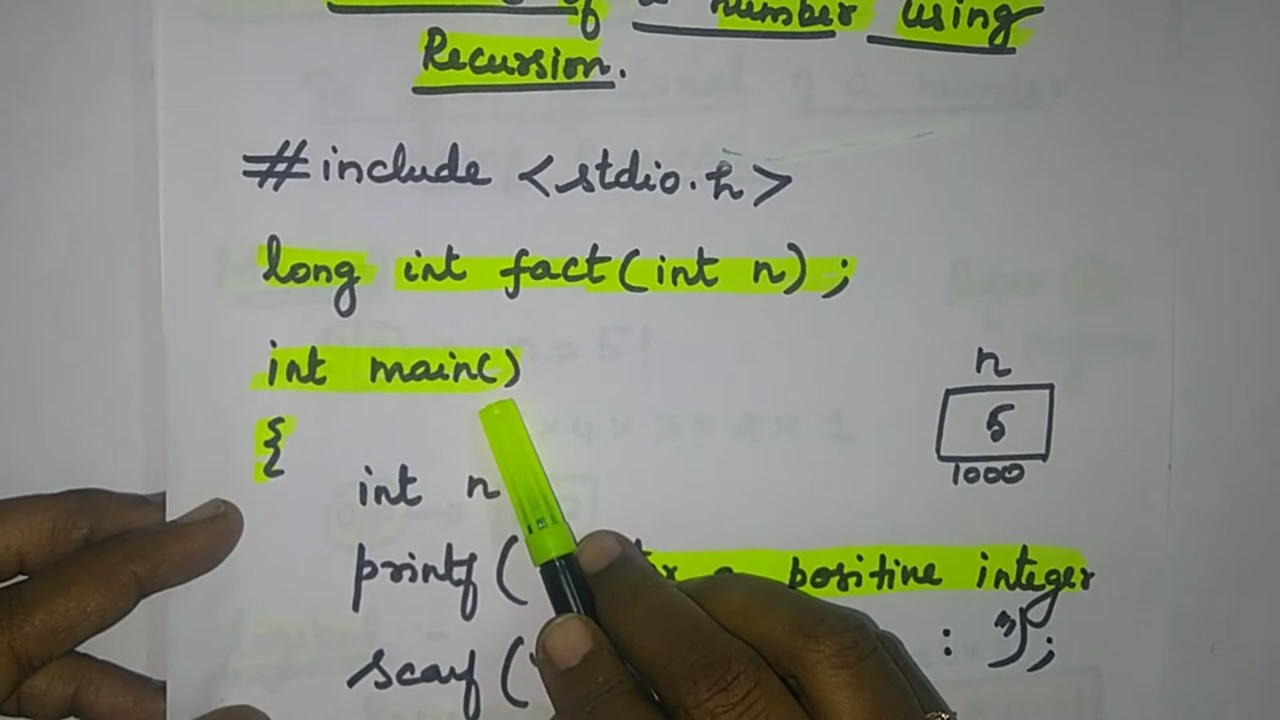 a number using
Recursion.
#include <stdio.h>
long int fact(int n);
int main()
{
n
5
1000
int n
printf( a positive integer
: ");
scanf("